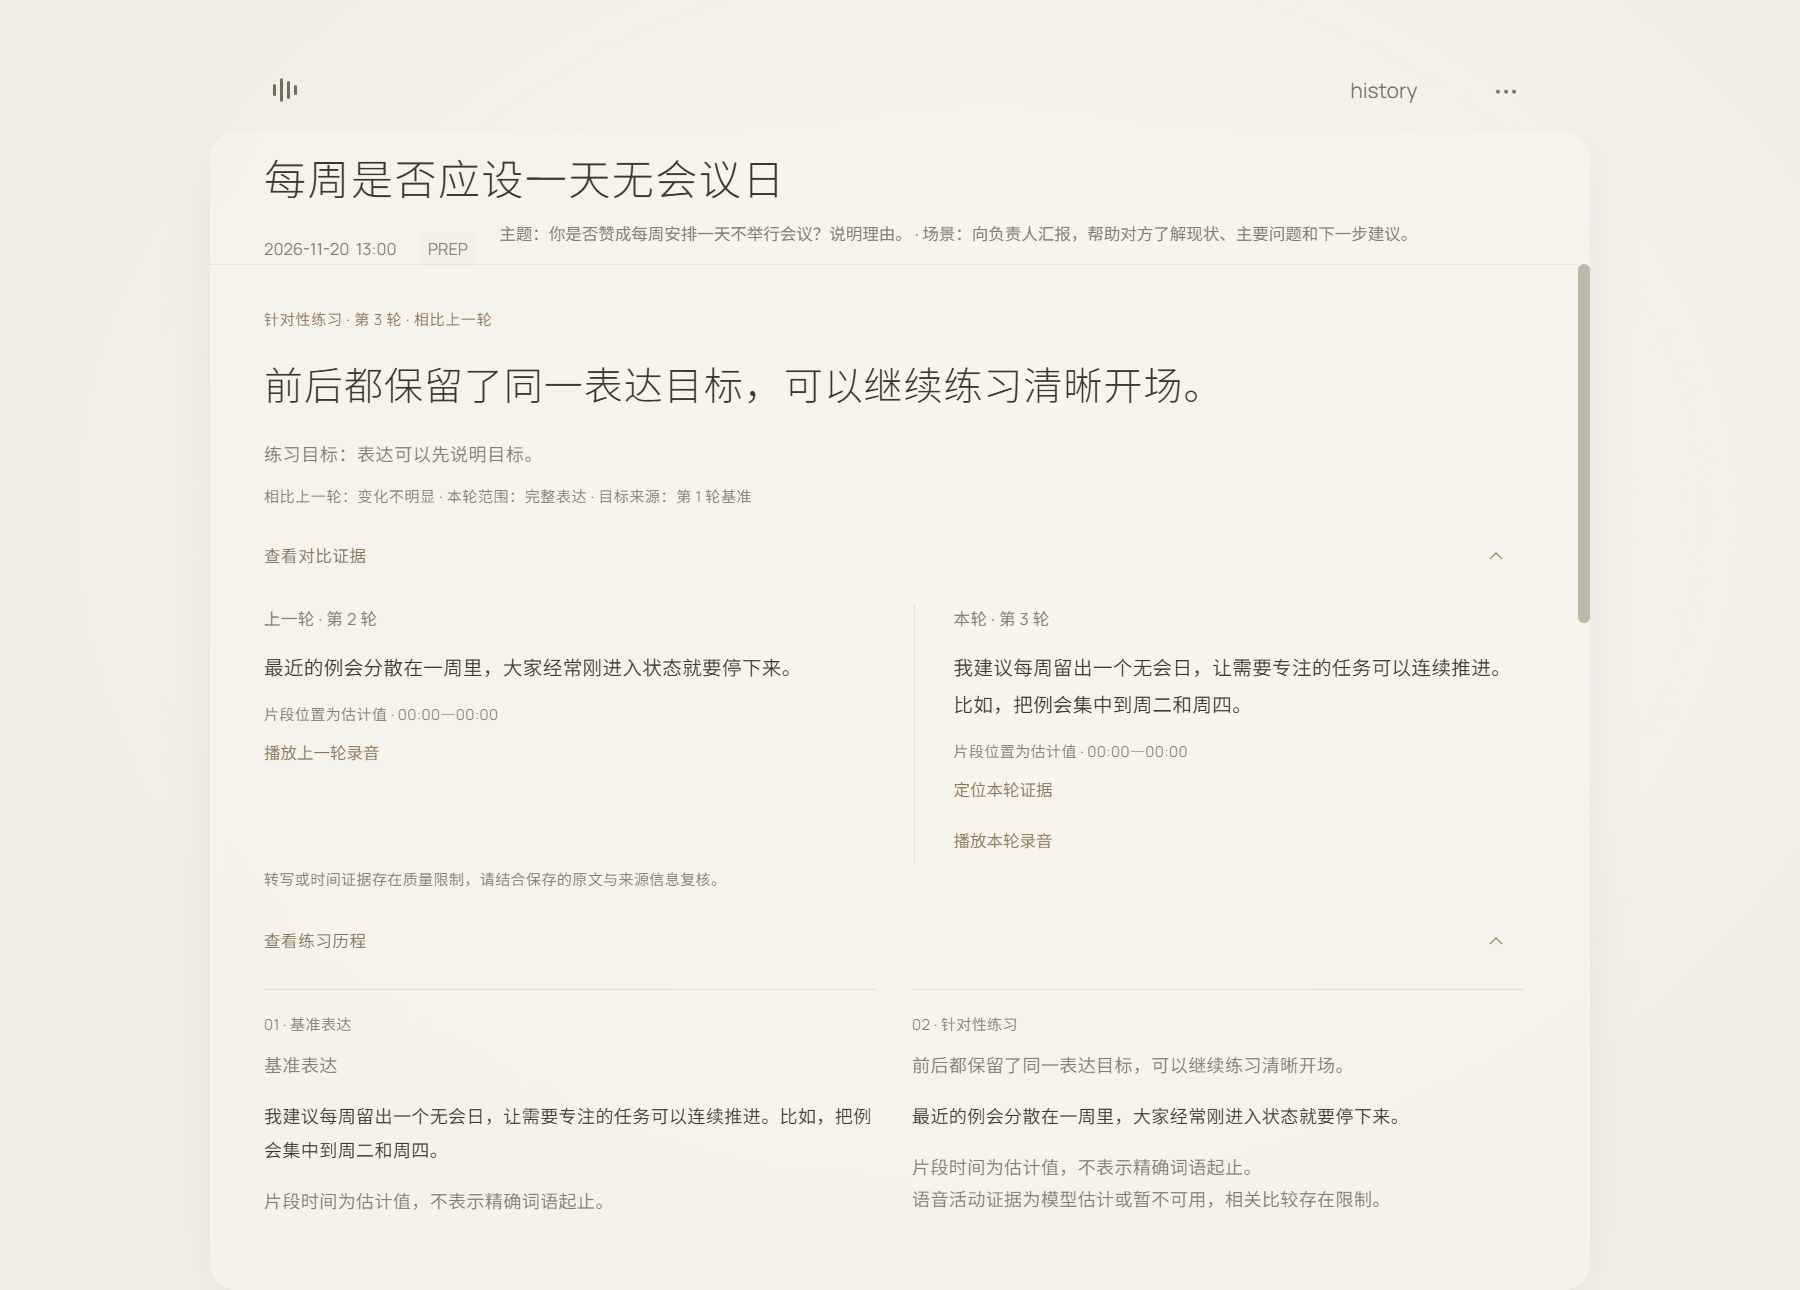 history
每周是否应设一天无会议日
2026-11-20 13:00 PREP 主题：你是否赞成每周安排一天不举行会议？说明理由。 · 场景：向负责人汇报，帮助对方了解现状、主要问题和下一步建议。
针对性练习 · 第 3 轮 · 相比上一轮
前后都保留了同一表达目标，可以继续练习清晰开场。
练习目标：表达可以先说明目标。
相比上一轮：变化不明显 · 本轮范围：完整表达 · 目标来源：第 1 轮基准
查看对比证据
上一轮 · 第 2 轮
最近的例会分散在一周里，大家经常刚进入状态就要停下来。
片段位置为估计值 · 00:00—00:00
播放上一轮录音
本轮 · 第 3 轮
我建议每周留出一个无会日，让需要专注的任务可以连续推进。
比如，把例会集中到周二和周四。
片段位置为估计值 · 00:00—00:00
定位本轮证据
播放本轮录音
转写或时间证据存在质量限制，请结合保存的原文与来源信息复核。
查看练习历程
01 · 基准表达
基准表达
我建议每周留出一个无会日，让需要专注的任务可以连续推进。比如，把例
会集中到周二和周四。
片段时间为估计值，不表示精确词语起止。
02 · 针对性练习
前后都保留了同一表达目标，可以继续练习清晰开场。
最近的例会分散在一周里，大家经常刚进入状态就要停下来。
片段时间为估计值，不表示精确词语起止。
语音活动证据为模型估计或暂不可用，相关比较存在限制。